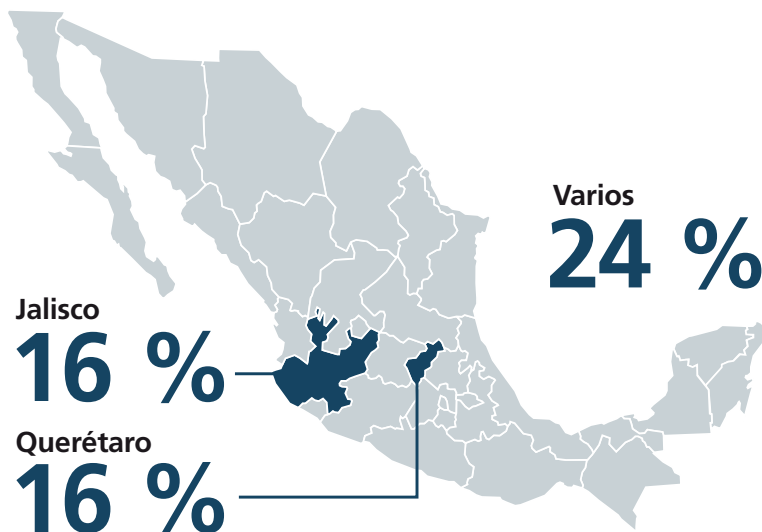 Varios
24 %
Jalisco
16 %
Querétaro
16 %